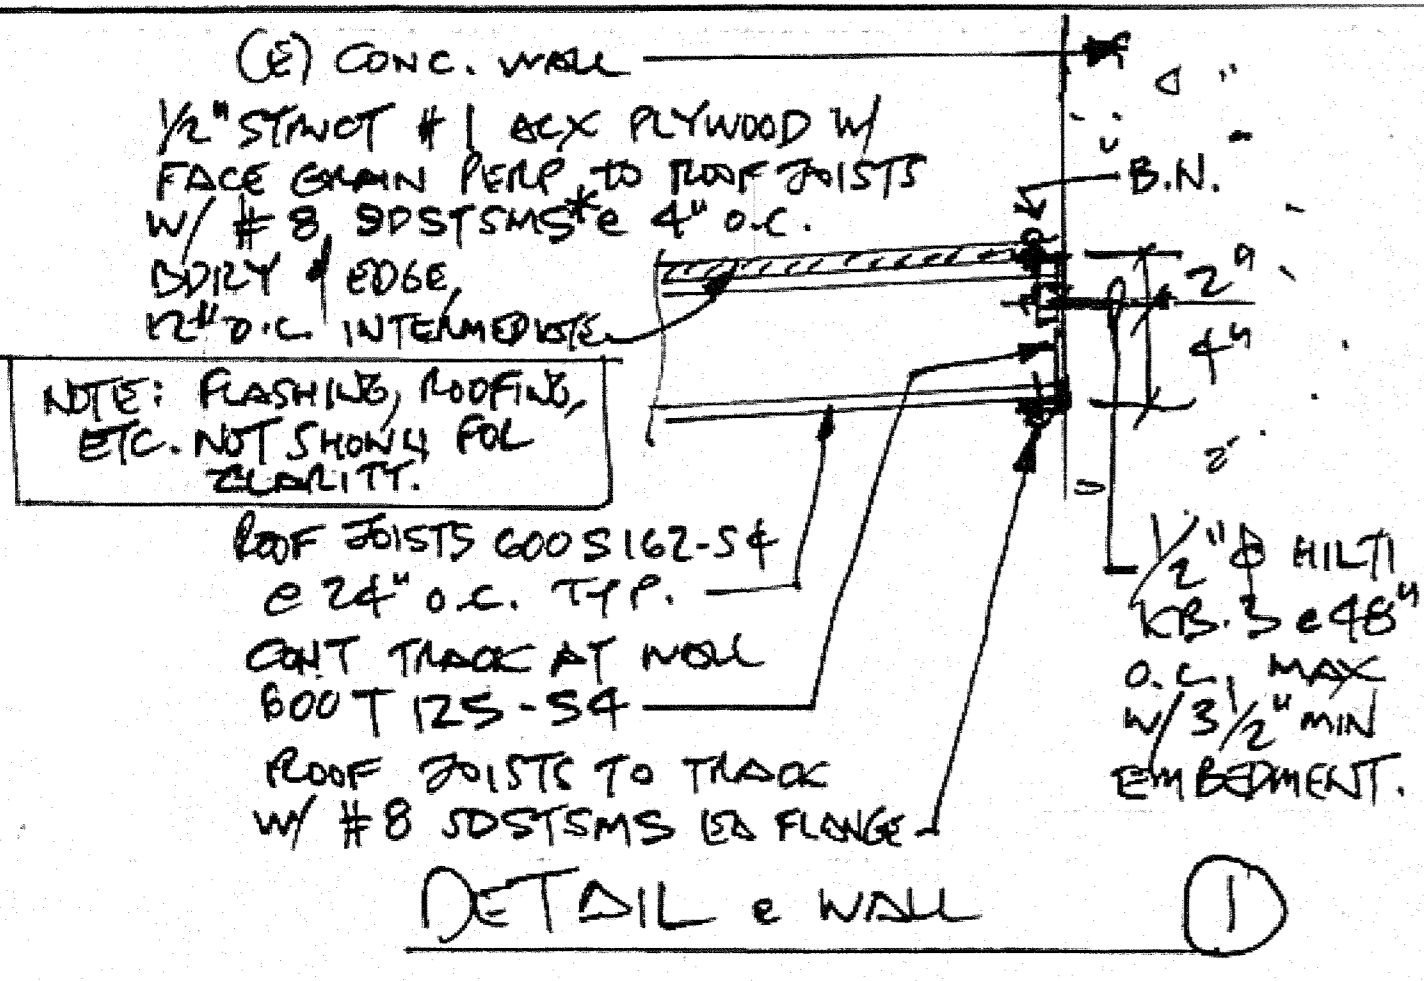 (E) CONC. WALL
1/2" STRUCT #1 ACX PLYWOOD W/
FACE GRAIN PERP TO ROOF JOISTS
W/ #8 SDSTSMS* @ 4" O.C.
BDRY & EDGE,
12" O.C. INTERMEDIATE
B.N.
2"
4"
NOTE: FLASHING, ROOFING,
ETC. NOT SHOWN FOR
CLARITY.
ROOF JOISTS 600S162-54
@ 24" O.C. TYP.
CONT TRACK AT WALL
600T125-54
ROOF JOISTS TO TRACK
W/ #8 SDSTSMS EA FLANGE
1/2" Φ HILTI
KB-3 @ 48"
O.C. MAX
W/ 3 1/2" MIN
EMBEDMENT.
DETAIL @ WALL
1